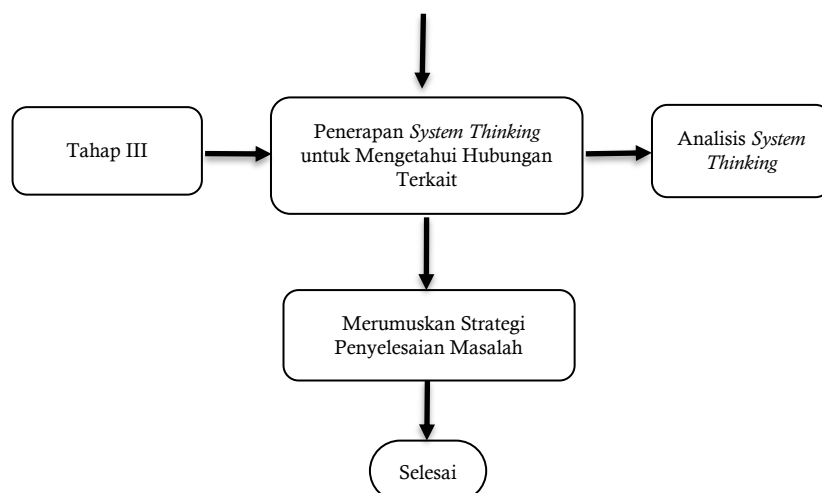 Tahap III
Penerapan System Thinking
untuk Mengetahui Hubungan
Terkait
Analisis System
Thinking
Merumuskan Strategi
Penyelesaian Masalah
Selesai